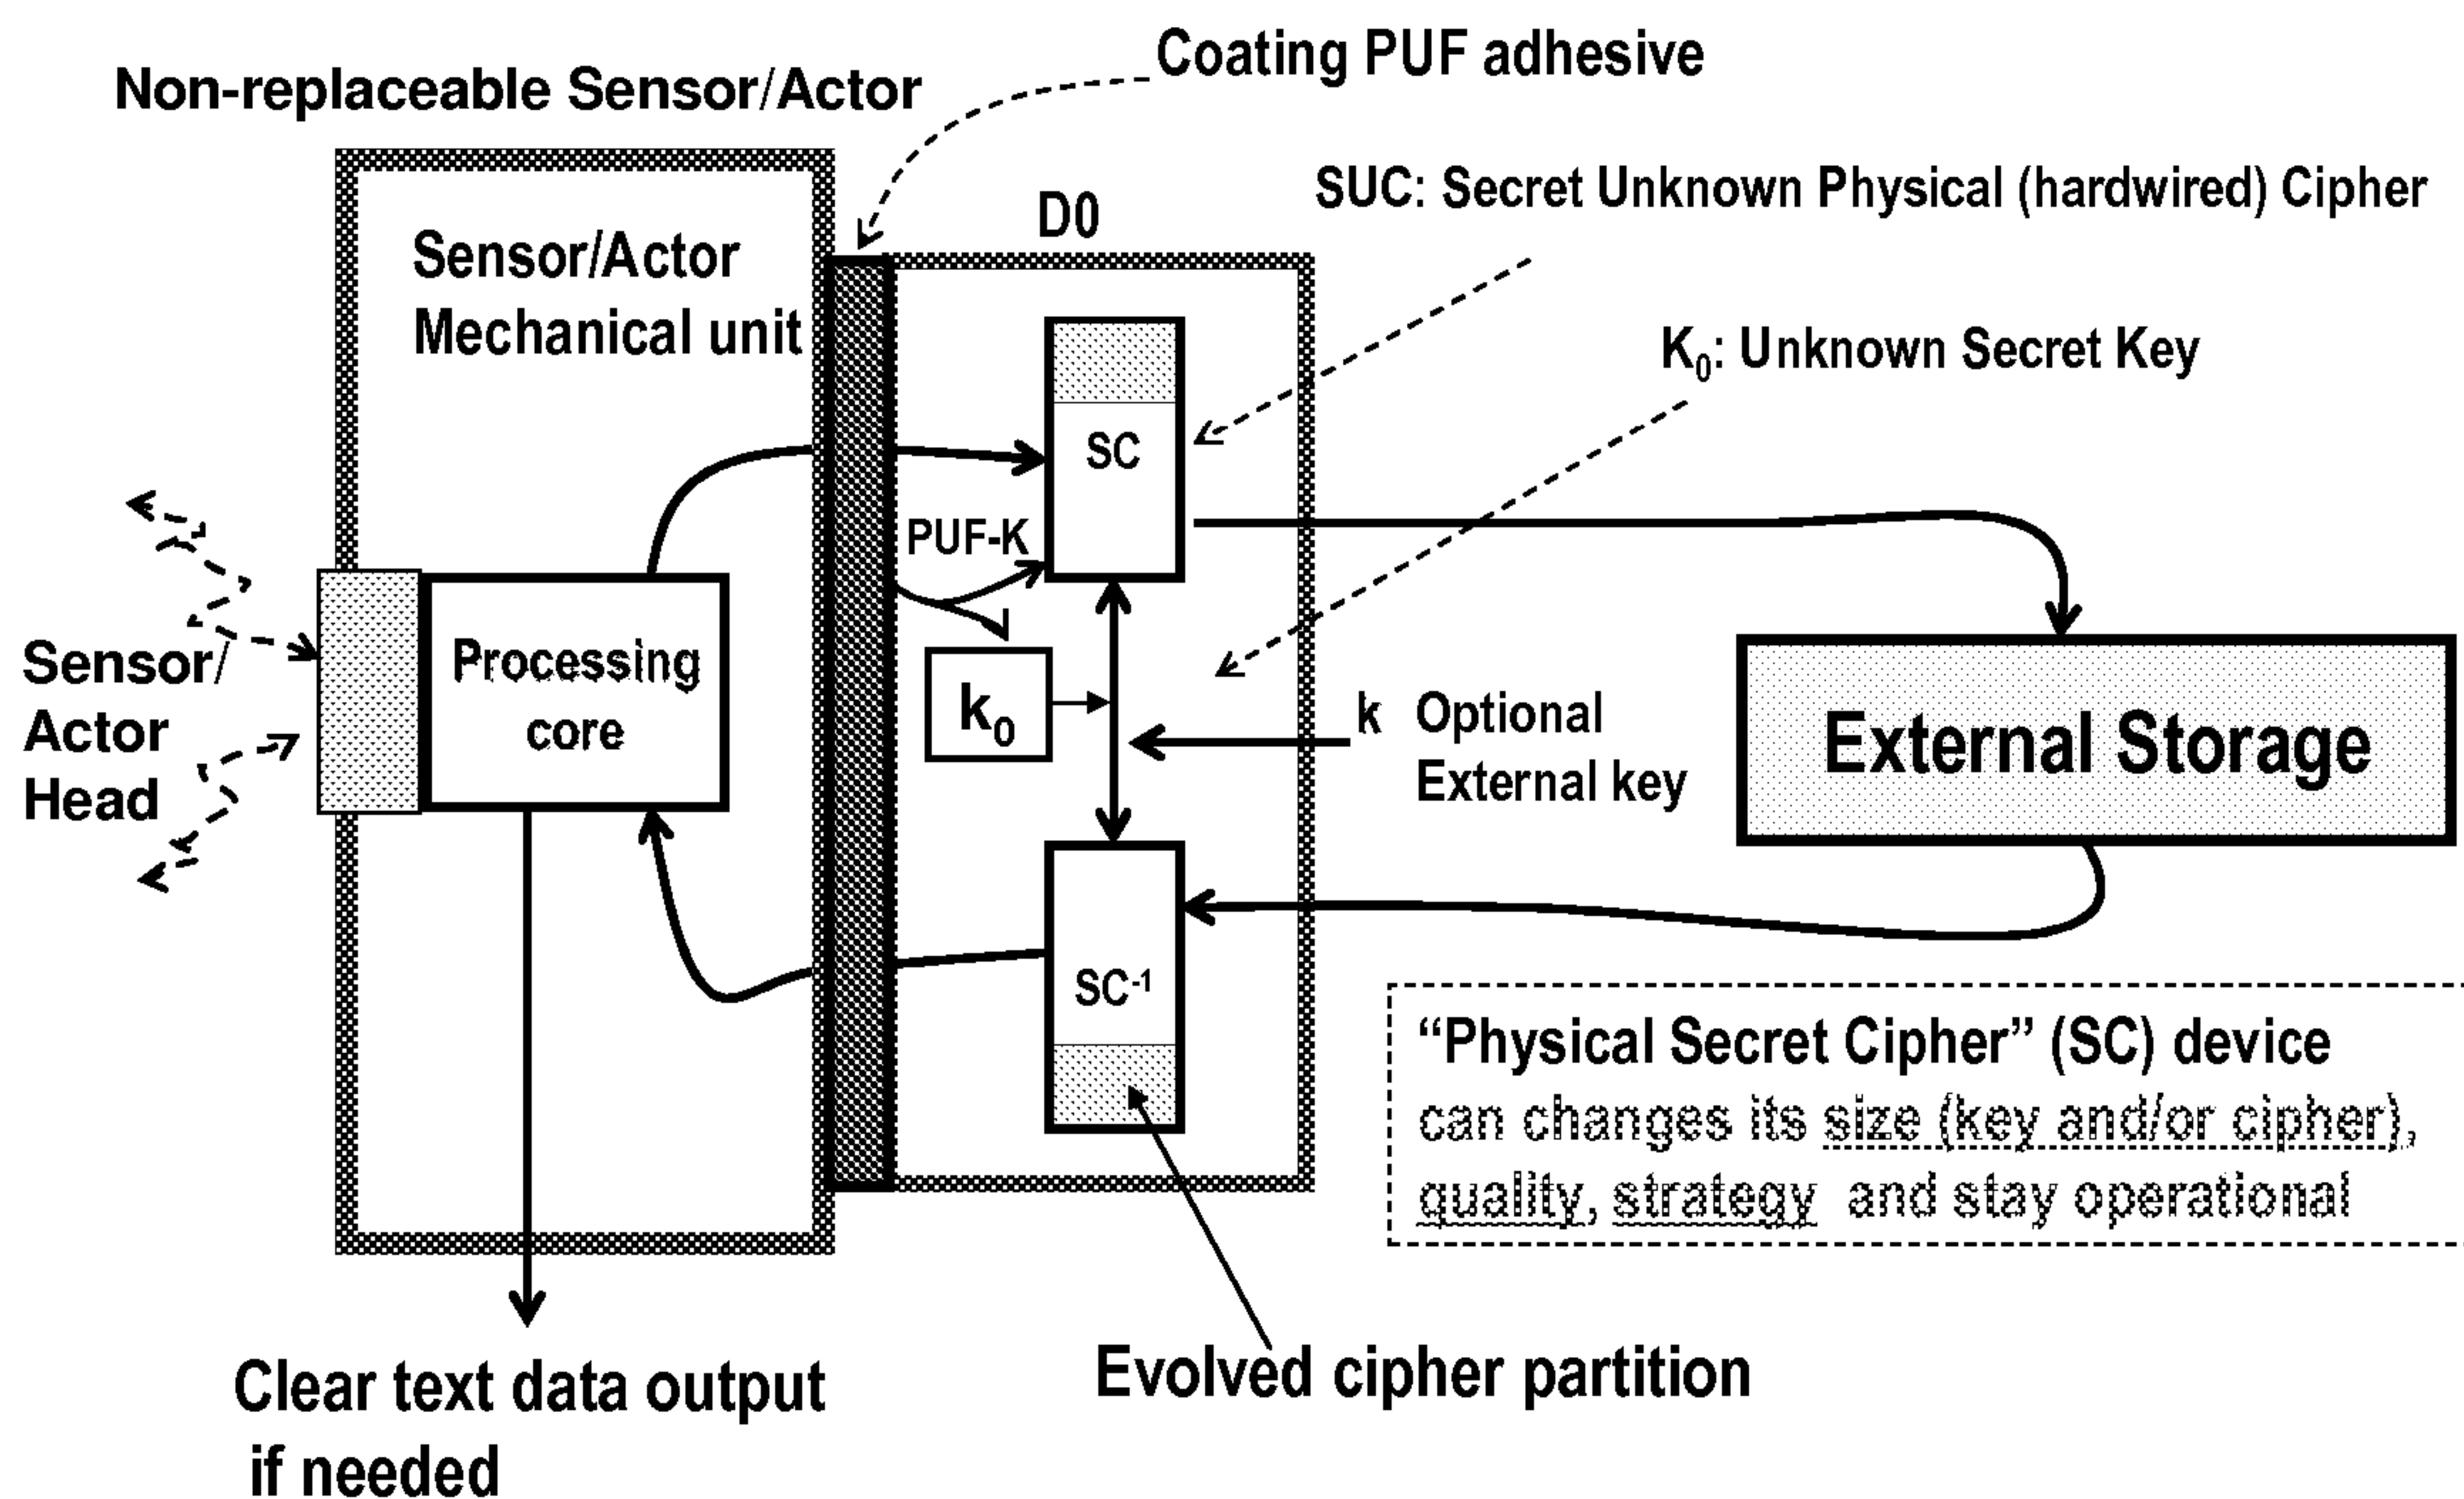 Coating PUF adhesive
Non-replaceable Sensor/Actor
SUC: Secret Unknown Physical (hardwired) Cipher
D0
Sensor/Actor
Mechanical unit
K₀: Unknown Secret Key
SC
PUF-K
Sensor/
Actor
Head
Processing
core
k₀
k Optional
External key
External Storage
SC⁻¹
“Physical Secret Cipher” (SC) device
can changes its size (key and/or cipher),
quality, strategy and stay operational
Evolved cipher partition
Clear text data output
if needed